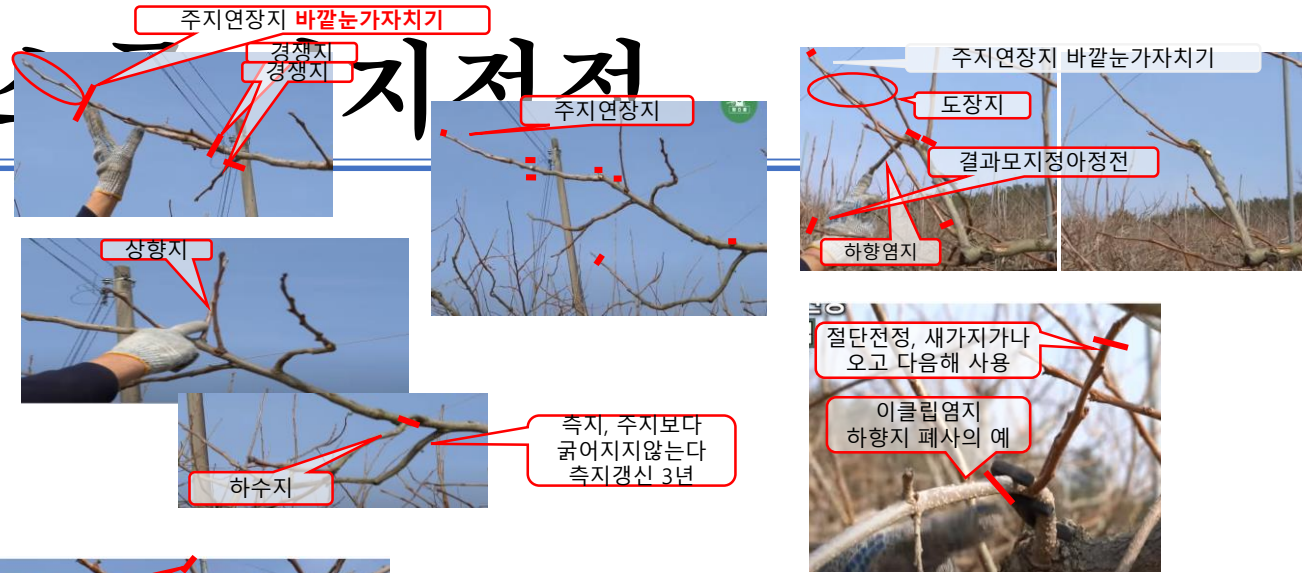 주지연장지 바깥눈가자치기
경쟁지
경쟁지
지정전
주지연장지
주지연장지 바깥눈가자치기
도장지
결과모지정아정전
하향염지
상향지
하수지
측지, 주지보다
굵어지지않는다
측지갱신 3년
절단전정, 새가지가나
오고 다음해 사용
이클립염지
하향지 폐사의 예